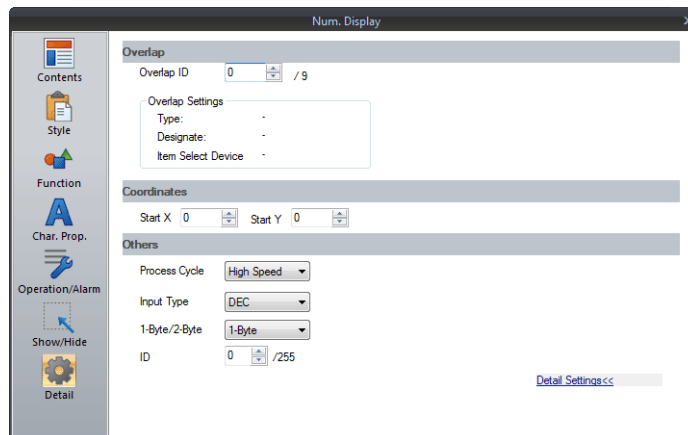 Num. Display
Contents
Style
Function
Char. Prop.
Operation/Alarm
Show/Hide
Detail
Overlap
Overlap ID 0 / 9
Overlap Settings
Type: -
Designate: -
Item Select Device -
Coordinates
Start X 0 Start Y 0
Others
Process Cycle High Speed
Input Type DEC
1-Byte/2-Byte 1-Byte
ID 0 /255
Detail Settings<<